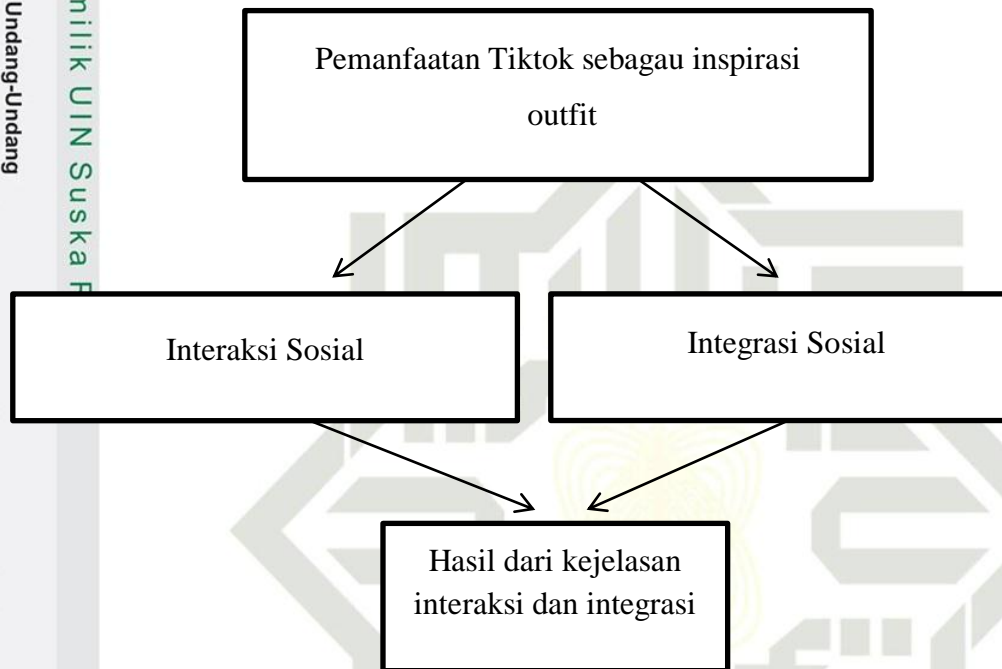 Undang-Undang
milik UIN Suska
Pemanfaatan Tiktok sebagau inspirasi
outfit
Interaksi Sosial
Integrasi Sosial
Hasil dari kejelasan
interaksi dan integrasi